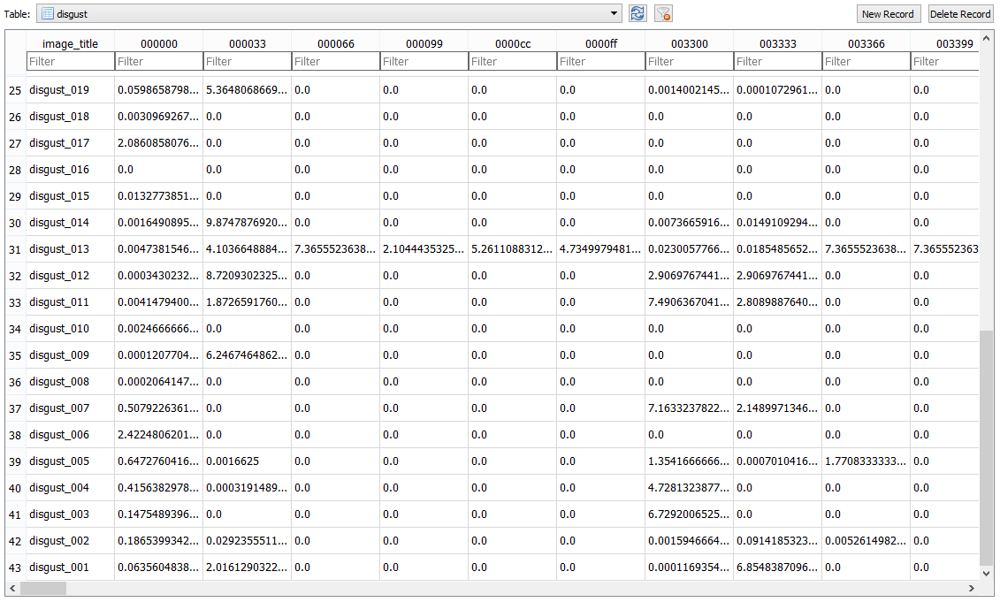 Table: disgust New Record Delete Record
image_title 000000 000033 000066 000099 0000cc 0000ff 003300 003333 003366 003399
Filter Filter Filter Filter Filter Filter Filter Filter Filter Filter Filter
25 disgust_019 0.0598658798... 5.3648068669... 0.0 0.0 0.0 0.0 0.0014002145... 0.0001072961... 0.0 0.0
26 disgust_018 0.0030969267... 0.0 0.0 0.0 0.0 0.0 0.0 0.0 0.0 0.0
27 disgust_017 2.0860858076... 0.0 0.0 0.0 0.0 0.0 0.0 0.0 0.0 0.0
28 disgust_016 0.0 0.0 0.0 0.0 0.0 0.0 0.0 0.0 0.0 0.0
29 disgust_015 0.0132773851... 0.0 0.0 0.0 0.0 0.0 0.0 0.0 0.0 0.0
30 disgust_014 0.0016490895... 9.8747876920... 0.0 0.0 0.0 0.0 0.0073665916... 0.0149109294... 0.0 0.0
31 disgust_013 0.0047381546... 4.1036648884... 7.3655523638... 2.1044435325... 5.2611088312... 4.7349979481... 0.0230057766... 0.0185485652... 7.3655523638... 7.365552363
32 disgust_012 0.0003430232... 8.7209302325... 0.0 0.0 0.0 0.0 2.9069767441... 2.9069767441... 0.0 0.0
33 disgust_011 0.0041479400... 1.8726591760... 0.0 0.0 0.0 0.0 7.4906367041... 2.8089887640... 0.0 0.0
34 disgust_010 0.0024666666... 0.0 0.0 0.0 0.0 0.0 0.0 0.0 0.0 0.0
35 disgust_009 0.0001207704... 6.2467464862... 0.0 0.0 0.0 0.0 0.0 0.0 0.0 0.0
36 disgust_008 0.0002064147... 0.0 0.0 0.0 0.0 0.0 0.0 0.0 0.0 0.0
37 disgust_007 0.5079226361... 0.0 0.0 0.0 0.0 0.0 7.1633237822... 2.1489971346... 0.0 0.0
38 disgust_006 2.4224806201... 0.0 0.0 0.0 0.0 0.0 0.0 0.0 0.0 0.0
39 disgust_005 0.6472760416... 0.0016625 0.0 0.0 0.0 0.0 1.3541666666... 0.0007010416... 1.7708333333... 0.0
40 disgust_004 0.4156382978... 0.0003191489... 0.0 0.0 0.0 0.0 4.7281323877... 0.0 0.0 0.0
41 disgust_003 0.1475489396... 0.0 0.0 0.0 0.0 0.0 6.7292006525... 0.0 0.0 0.0
42 disgust_002 0.1865399342... 0.0292355511... 0.0 0.0 0.0 0.0 0.0015946664... 0.0914185323... 0.0052614982... 0.0
43 disgust_001 0.0635604838... 2.0161290322... 0.0 0.0 0.0 0.0 0.0001169354... 6.8548387096... 0.0 0.0